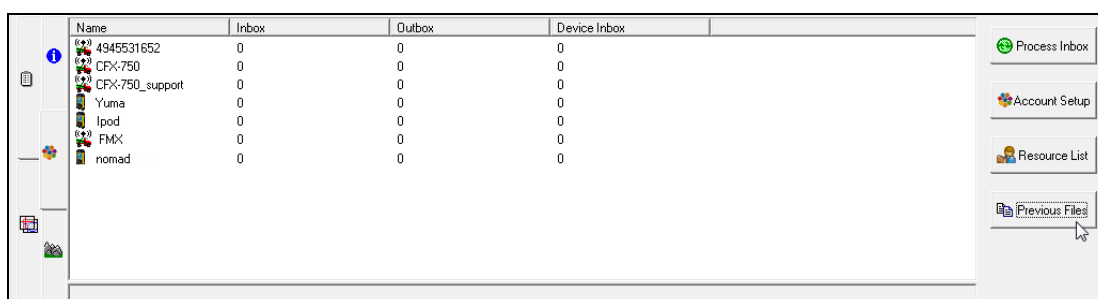 Name Inbox Outbox Device Inbox
4945531652 0 0 0
CFX-750 0 0 0
CFX-750_support 0 0 0
Yuma 0 0 0
Ipod 0 0 0
FMX 0 0 0
nomad 0 0 0
Process Inbox
Account Setup
Resource List
Previous Files